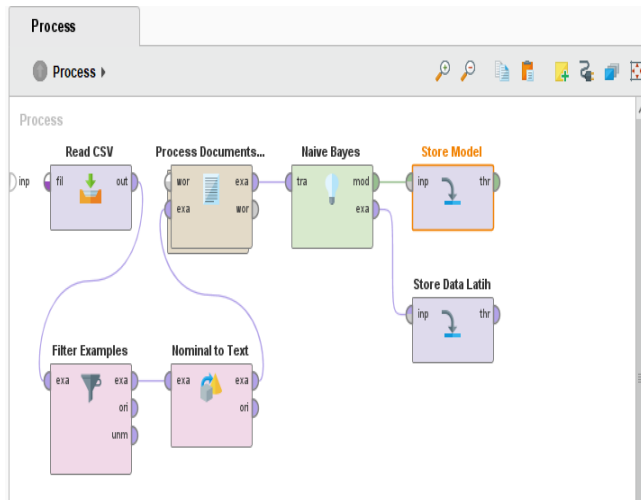 Process
Process
Process
Read CSV
Process Documents...
Naive Bayes
Store Model
inp
fil
out
wor
exa
exa
wor
tra
mod
exa
inp
thr
Store Data Latih
inp
thr
Filter Examples
Nominal to Text
exa
exa
ori
unm
exa
exa
ori